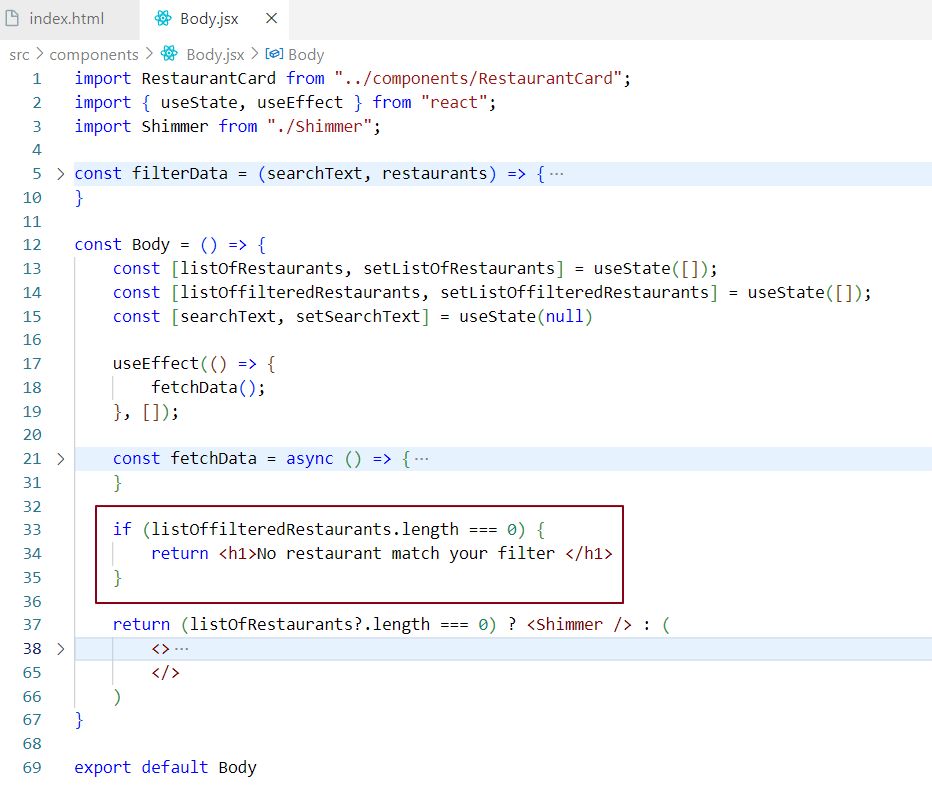 index.html Body.jsx
src > components > Body.jsx > Body
1 import RestaurantCard from "../components/RestaurantCard";
2 import { useState, useEffect } from "react";
3 import Shimmer from "./Shimmer";
4
5 const filterData = (searchText, restaurants) => {···
10 }
11
12 const Body = () => {
13 const [listOfRestaurants, setListOfRestaurants] = useState([]);
14 const [listOffilteredRestaurants, setListOffilteredRestaurants] = useState([]);
15 const [searchText, setSearchText] = useState(null)
16
17 useEffect(() => {
18 fetchData();
19 }, []);
20
21 const fetchData = async () => {···
31 }
32
33 if (listOffilteredRestaurants.length === 0) {
34 return <h1>No restaurant match your filter </h1>
35 }
36
37 return (listOfRestaurants?.length === 0) ? <Shimmer /> : (
38 <>···
65 </>
66 )
67 }
68
69 export default Body